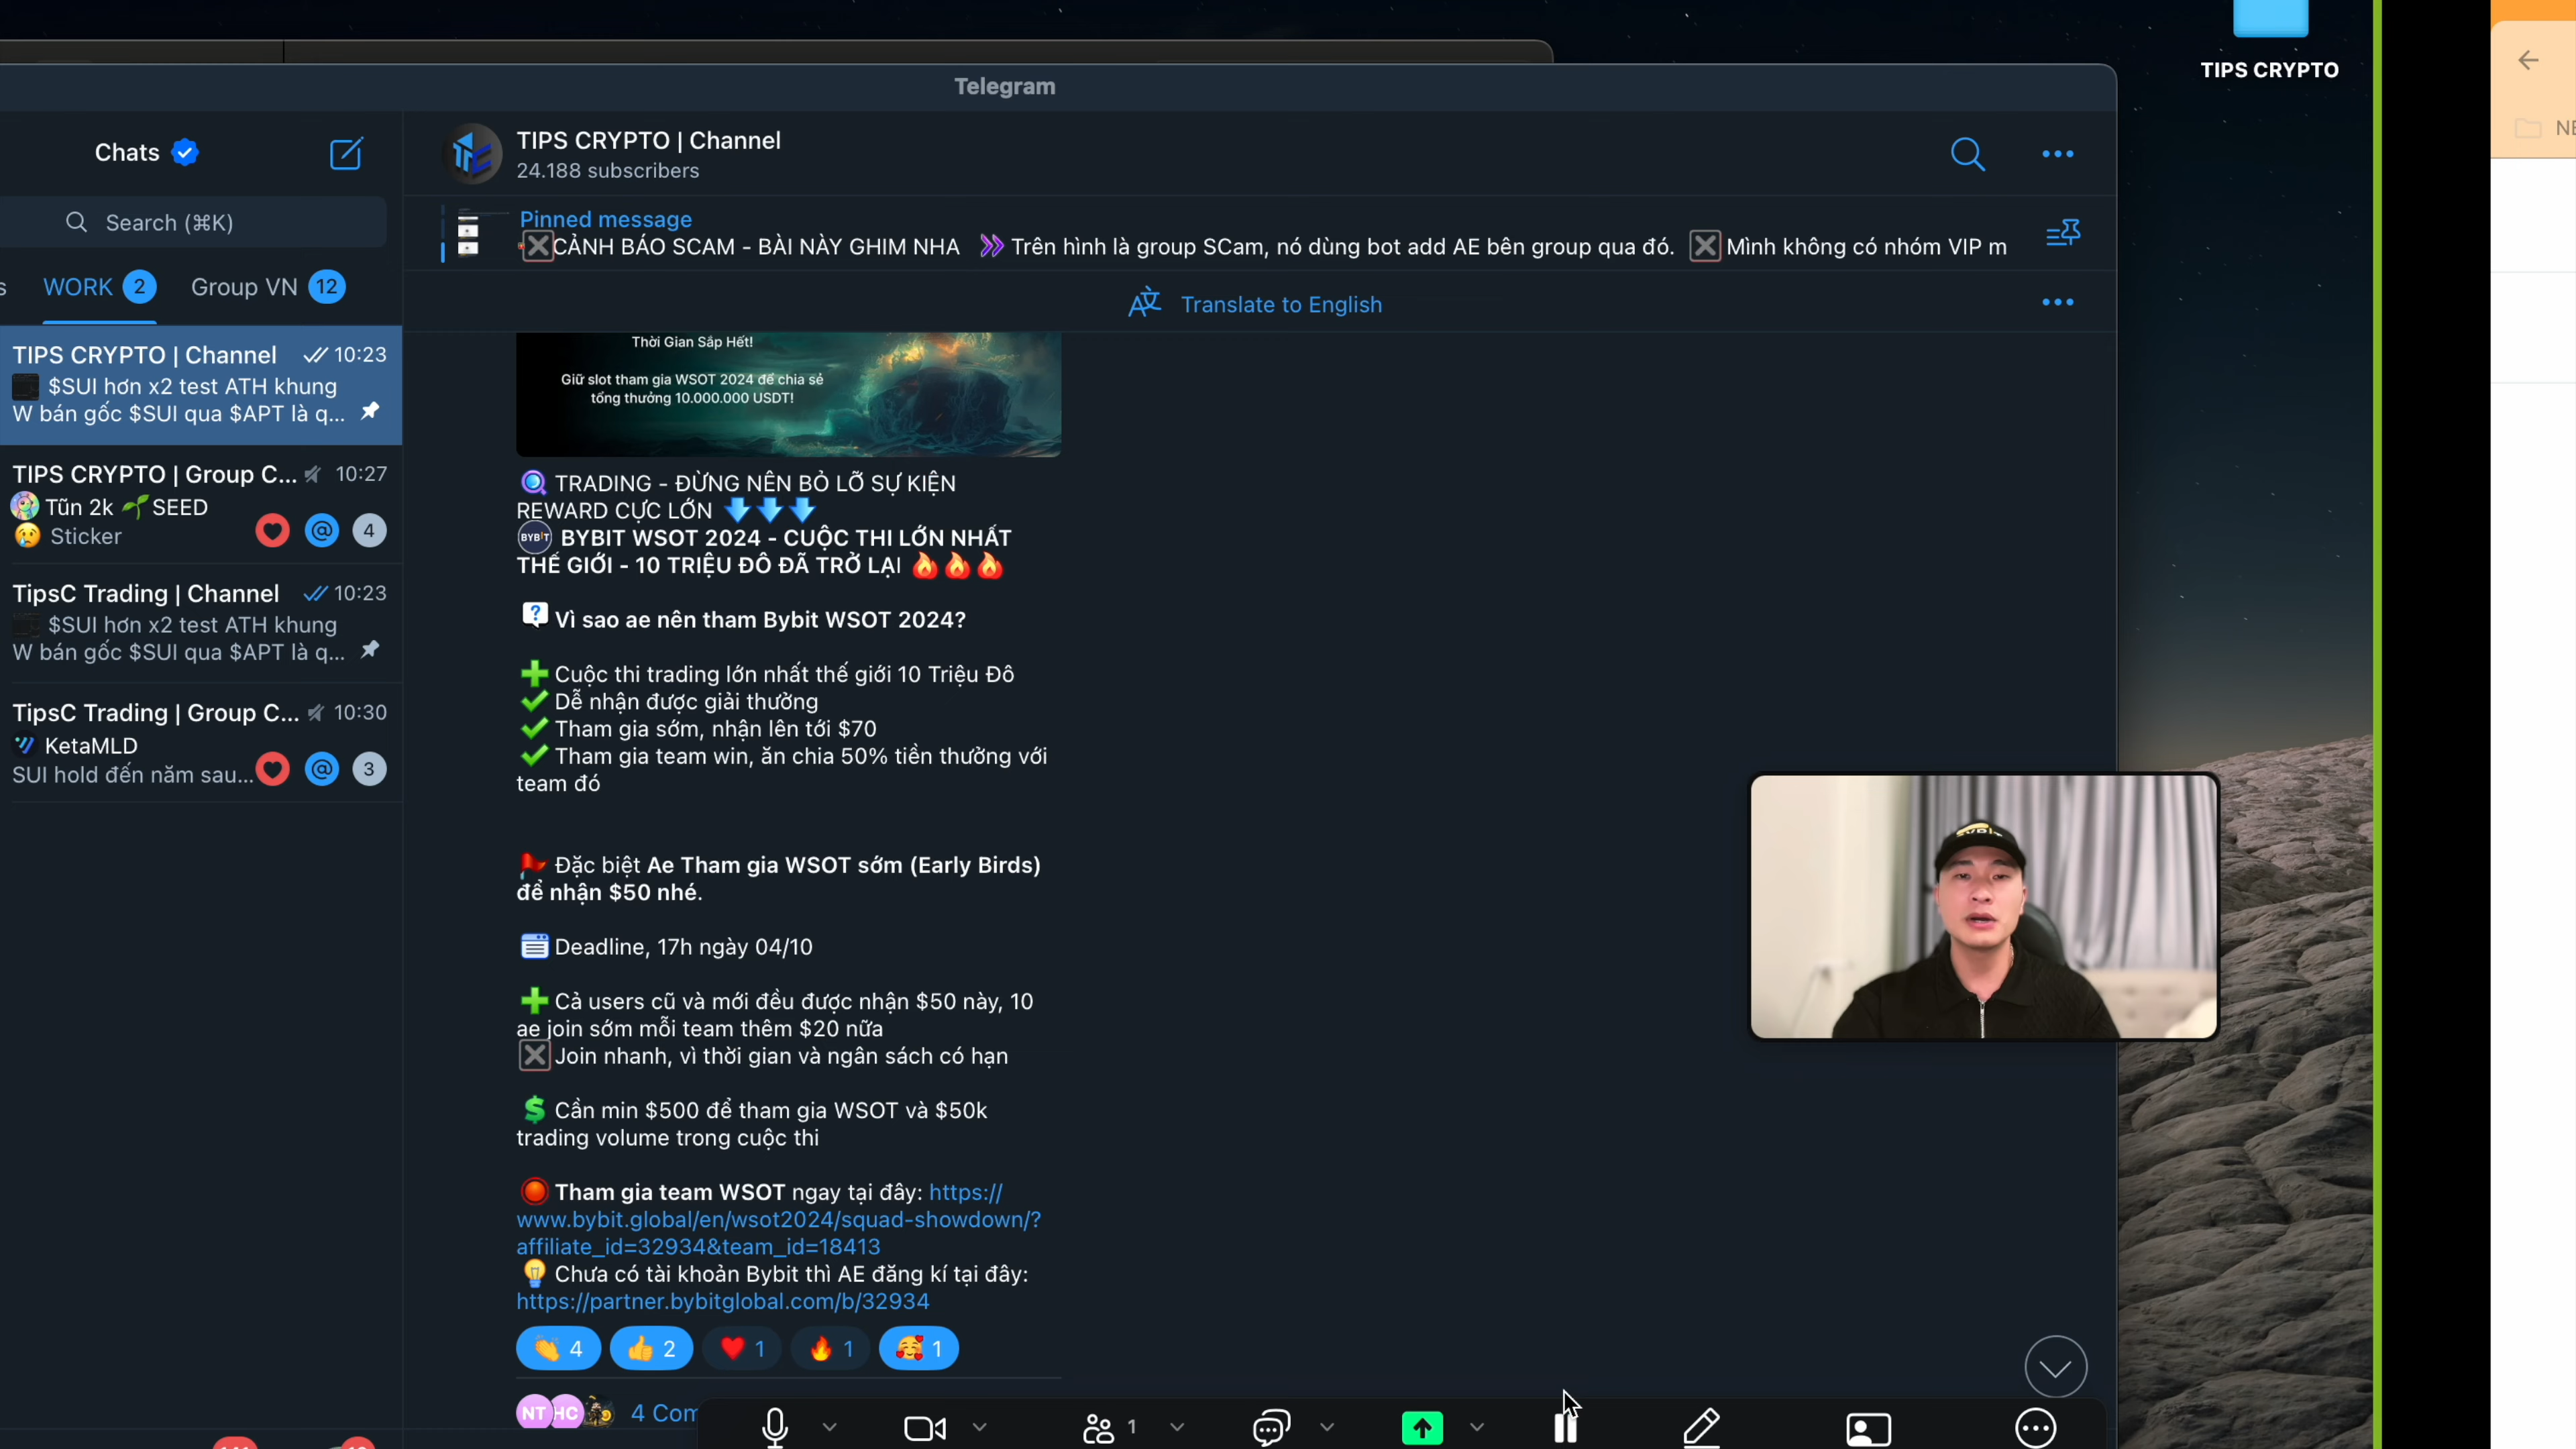 TIPS CRYPTO
Telegram
Chats
Search (⌘K)
WORK 2
Group VN 12
TIPS CRYPTO | Channel 10:23
$SUI hơn x2 test ATH khung
W bán gốc $SUI qua $APT là q...
TIPS CRYPTO | Group C... 10:27
Tũn 2k SEED
Sticker 4
TipsC Trading | Channel 10:23
$SUI hơn x2 test ATH khung
W bán gốc $SUI qua $APT là q...
TipsC Trading | Group C... 10:30
KetaMLD
SUI hold đến năm sau... 3
TIPS CRYPTO | Channel
24.188 subscribers
Pinned message
CẢNH BÁO SCAM - BÀI NÀY GHIM NHA Trên hình là group SCam, nó dùng bot add AE bên group qua đó. Mình không có nhóm VIP m
Translate to English
Thời Gian Sắp Hết!
Giữ slot tham gia WSOT 2024 để chia sẻ
tổng thưởng 10.000.000 USDT!
TRADING - ĐỪNG NÊN BỎ LỠ SỰ KIỆN
REWARD CỰC LỚN
BYBIT WSOT 2024 - CUỘC THI LỚN NHẤT
THẾ GIỚI - 10 TRIỆU ĐÔ ĐÃ TRỞ LẠI
Vì sao ae nên tham Bybit WSOT 2024?
Cuộc thi trading lớn nhất thế giới 10 Triệu Đô
Dễ nhận được giải thưởng
Tham gia sớm, nhận lên tới $70
Tham gia team win, ăn chia 50% tiền thưởng với
team đó
Đặc biệt Ae Tham gia WSOT sớm (Early Birds)
để nhận $50 nhé.
Deadline, 17h ngày 04/10
Cả users cũ và mới đều được nhận $50 này, 10
ae join sớm mỗi team thêm $20 nữa
Join nhanh, vì thời gian và ngân sách có hạn
Cần min $500 để tham gia WSOT và $50k
trading volume trong cuộc thi
Tham gia team WSOT ngay tại đây: https://
www.bybit.global/en/wsot2024/squad-showdown/?
affiliate_id=32934&team_id=18413
Chưa có tài khoản Bybit thì AE đăng kí tại đây:
https://partner.bybitglobal.com/b/32934
4 2 1 1 1
NT HC 4 Com
1